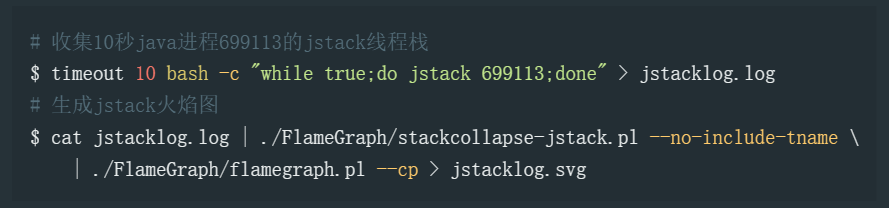 # 收集10秒java进程699113的jstack线程栈
$ timeout 10 bash -c "while true;do jstack 699113;done" > jstacklog.log
# 生成jstack火焰图
$ cat jstacklog.log | ./FlameGraph/stackcollapse-jstack.pl --no-include-tname \
| ./FlameGraph/flamegraph.pl --cp > jstacklog.svg